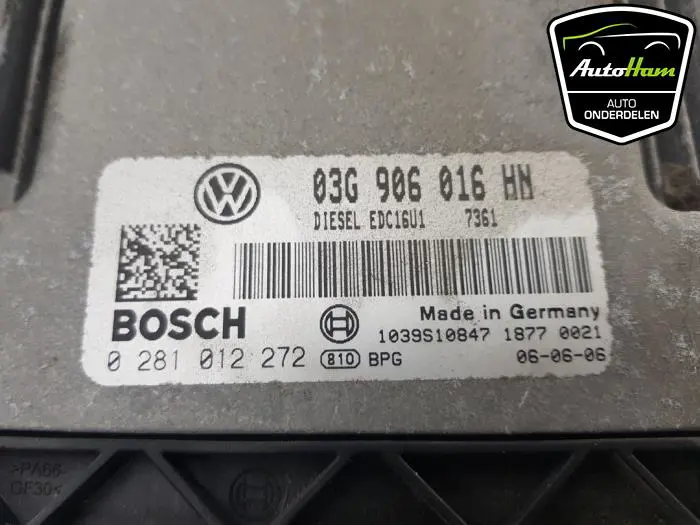 AutoHam
AUTO
ONDERDELEN
03G 906 016 HN
DIESEL EDC16U1 7361
BOSCH
Made in Germany
1039S10847 1877 0021
0 281 012 272 810 BPG 06-06-06
>PA66-
GF30<